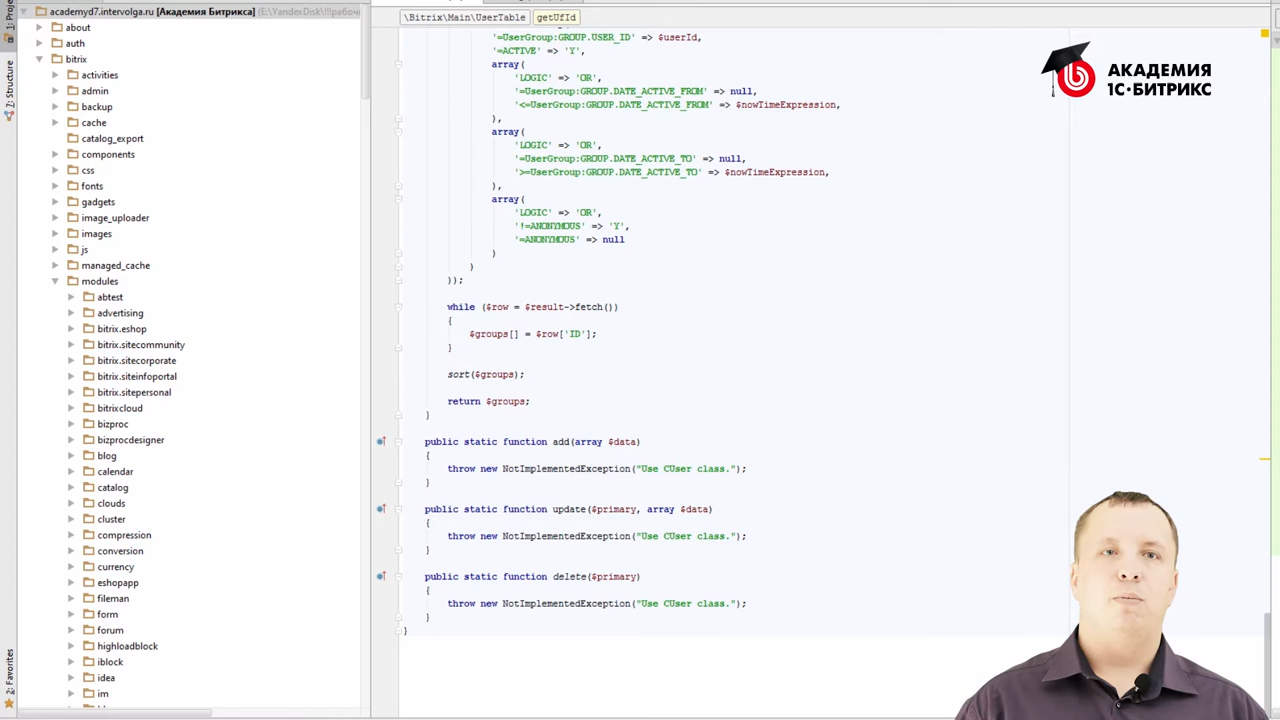 academyd7.intervolga.ru [Академия Битрикса]
about
auth
bitrix
activities
admin
backup
cache
catalog_export
components
css
fonts
gadgets
image_uploader
images
js
managed_cache
modules
abtest
advertising
bitrix.eshop
bitrix.sitecommunity
bitrix.sitecorporate
bitrix.siteinfoportal
bitrix.sitepersonal
bitrixcloud
bizproc
bizprocdesigner
blog
calendar
catalog
clouds
cluster
compression
conversion
currency
eshopapp
fileman
form
forum
highloadblock
iblock
idea
im
7: Structure
2: Favorites
\Bitrix\Main\UserTable getUfId
'=UserGroup:GROUP.USER_ID' => $userId,
'=ACTIVE' => 'Y',
array(
'LOGIC' => 'OR',
'=UserGroup:GROUP.DATE_ACTIVE_FROM' => null,
'<=UserGroup:GROUP.DATE_ACTIVE_FROM' => $nowTimeExpression,
),
array(
'LOGIC' => 'OR',
'=UserGroup:GROUP.DATE_ACTIVE_TO' => null,
'>=UserGroup:GROUP.DATE_ACTIVE_TO' => $nowTimeExpression,
),
array(
'LOGIC' => 'OR',
'!=ANONYMOUS' => 'Y',
'=ANONYMOUS' => null
)
)
));
while ($row = $result->fetch())
{
$groups[] = $row['ID'];
}
sort($groups);
return $groups;
}
public static function add(array $data)
{
throw new NotImplementedException("Use CUser class.");
}
public static function update($primary, array $data)
{
throw new NotImplementedException("Use CUser class.");
}
public static function delete($primary)
{
throw new NotImplementedException("Use CUser class.");
}
}
АКАДЕМИЯ
1С·БИТРИКС